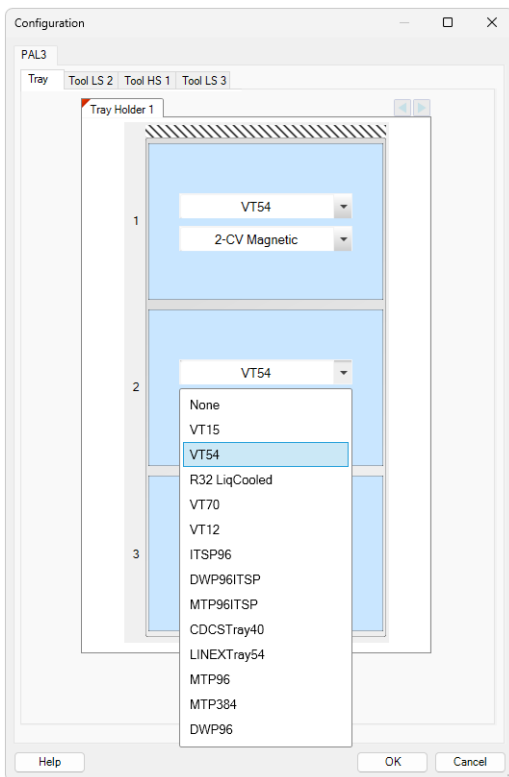 Configuration
PAL3
Tray Tool LS 2 Tool HS 1 Tool LS 3
Tray Holder 1
1
VT54
2-CV Magnetic
2
VT54
None
VT15
VT54
R32 LiqCooled
VT70
VT12
3
ITSP96
DWP96ITSP
MTP96ITSP
CDCSTray40
LINEXTray54
MTP96
MTP384
DWP96
Help OK Cancel